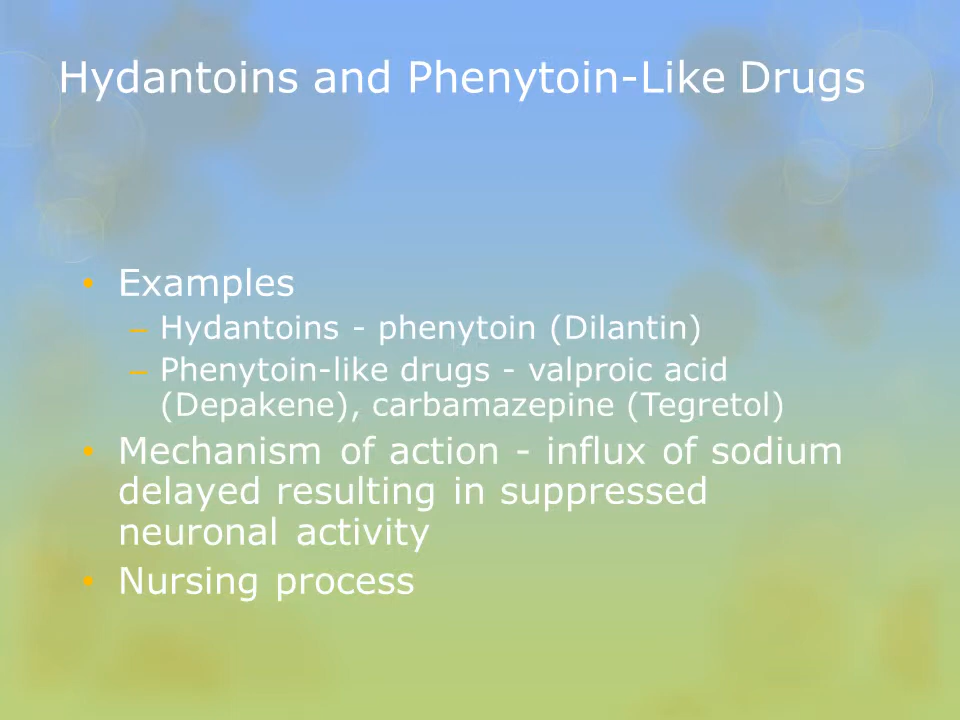 Hydantoins and Phenytoin-Like Drugs
• Examples
– Hydantoins - phenytoin (Dilantin)
– Phenytoin-like drugs - valproic acid
(Depakene), carbamazepine (Tegretol)
• Mechanism of action - influx of sodium
delayed resulting in suppressed
neuronal activity
• Nursing process